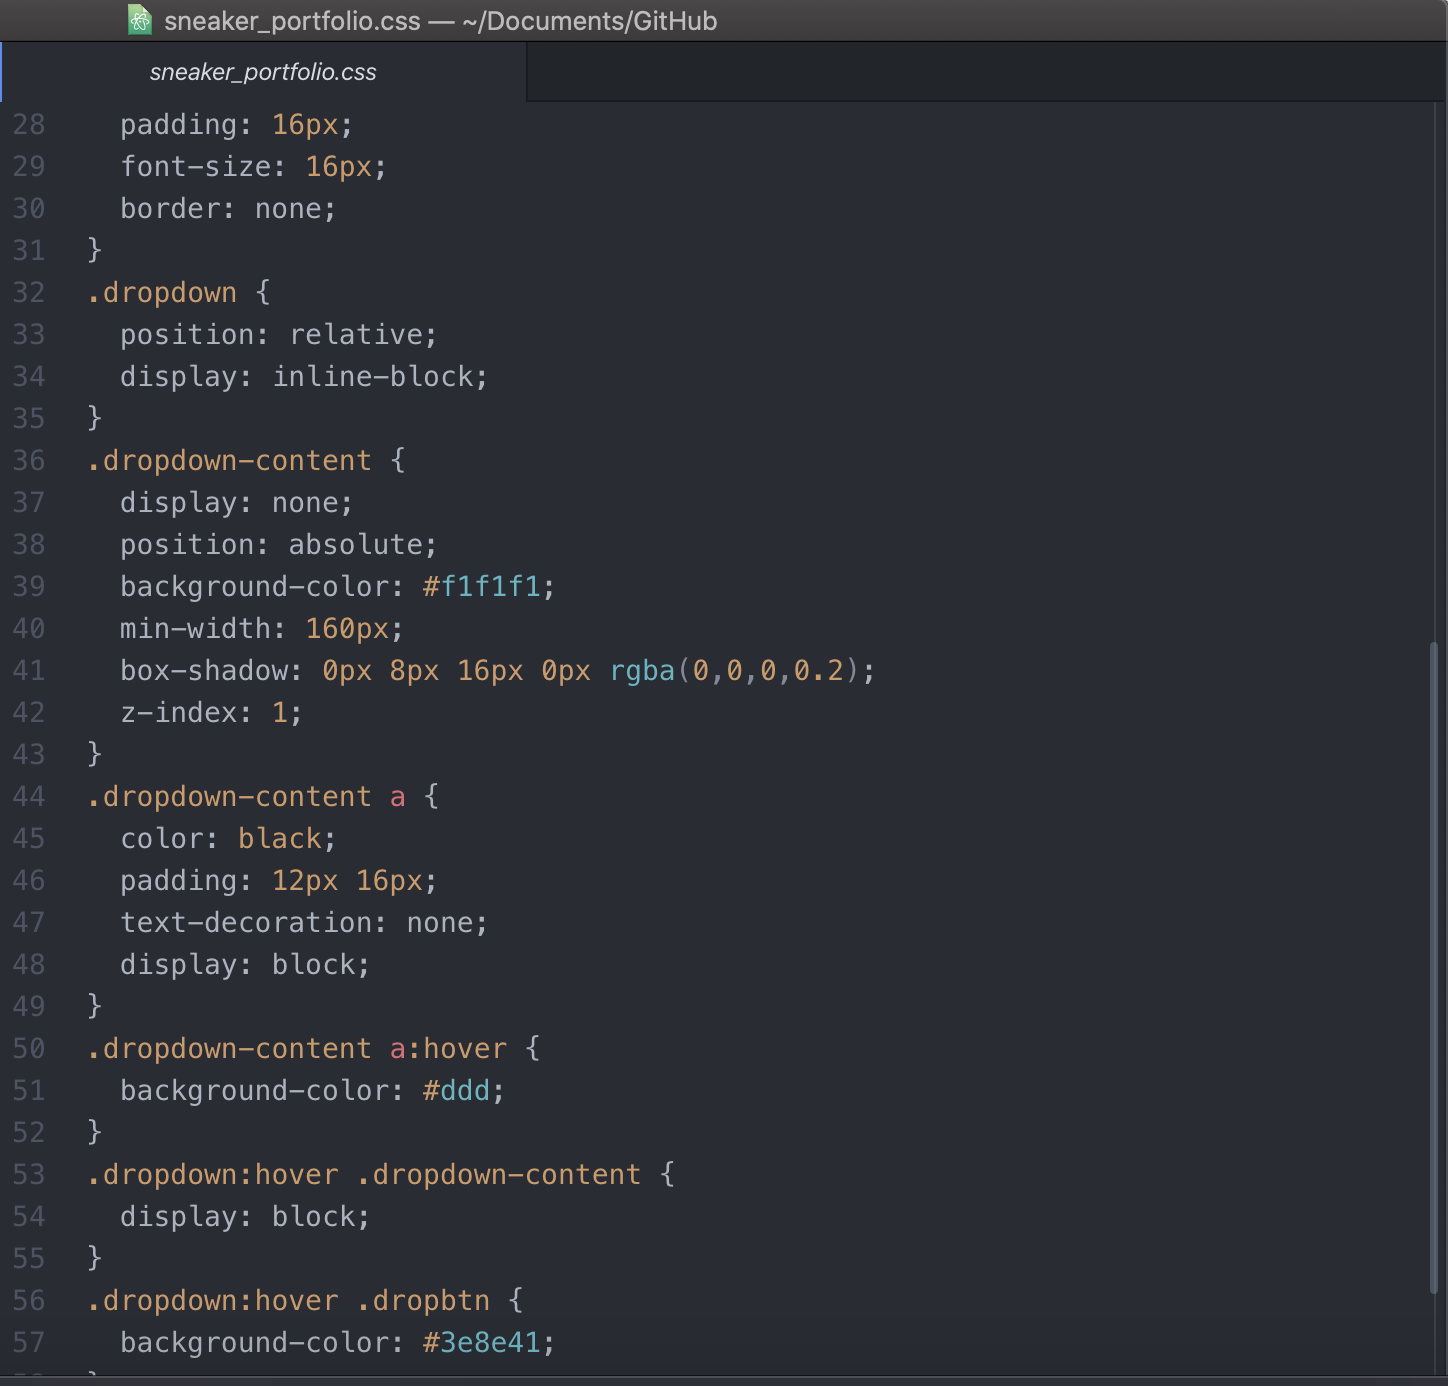 sneaker_portfolio.css — ~/Documents/GitHub
sneaker_portfolio.css
28 padding: 16px;
29 font-size: 16px;
30 border: none;
31 }
32 .dropdown {
33 position: relative;
34 display: inline-block;
35 }
36 .dropdown-content {
37 display: none;
38 position: absolute;
39 background-color: #f1f1f1;
40 min-width: 160px;
41 box-shadow: 0px 8px 16px 0px rgba(0,0,0,0.2);
42 z-index: 1;
43 }
44 .dropdown-content a {
45 color: black;
46 padding: 12px 16px;
47 text-decoration: none;
48 display: block;
49 }
50 .dropdown-content a:hover {
51 background-color: #ddd;
52 }
53 .dropdown:hover .dropdown-content {
54 display: block;
55 }
56 .dropdown:hover .dropbtn {
57 background-color: #3e8e41;